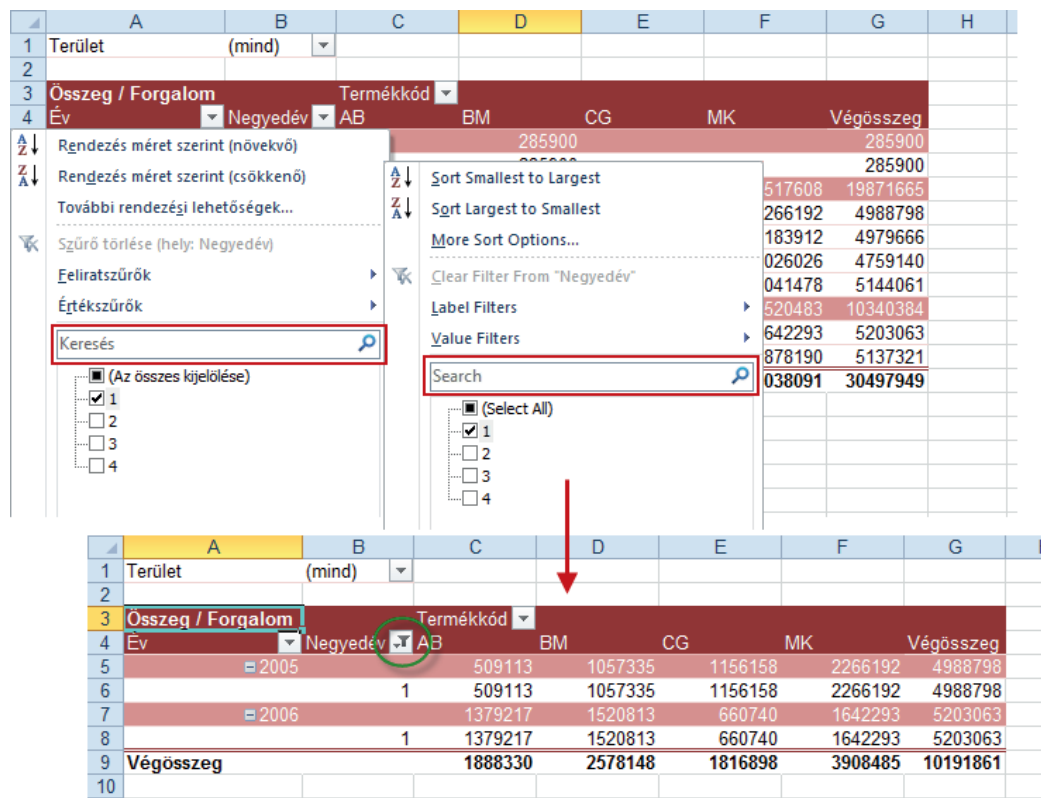 A B C D E F G H
1 Terület (mind)
2
3 Összeg / Forgalom Termékkód
4 Év Negyedév AB BM CG MK Végösszeg
285900 285900
285900
517608 19871665
266192 4988798
183912 4979666
026026 4759140
041478 5144061
520483 10340384
642293 5203063
878190 5137321
038091 30497949
Rendezés méret szerint (növekvő)
Rendezés méret szerint (csökkenő)
További rendezési lehetőségek...
Szűrő törlése (hely: Negyedév)
Feliratszűrők
Értékszűrők
Keresés
(Az összes kijelölése)
1
2
3
4
Sort Smallest to Largest
Sort Largest to Smallest
More Sort Options...
Clear Filter From "Negyedév"
Label Filters
Value Filters
Search
(Select All)
1
2
3
4
A B C D E F G
1 Terület (mind)
2
3 Összeg / Forgalom Termékkód
4 Év Negyedév AB BM CG MK Végösszeg
5 2005 509113 1057335 1156158 2266192 4988798
6 1 509113 1057335 1156158 2266192 4988798
7 2006 1379217 1520813 660740 1642293 5203063
8 1 1379217 1520813 660740 1642293 5203063
9 Végösszeg 1888330 2578148 1816898 3908485 10191861
10